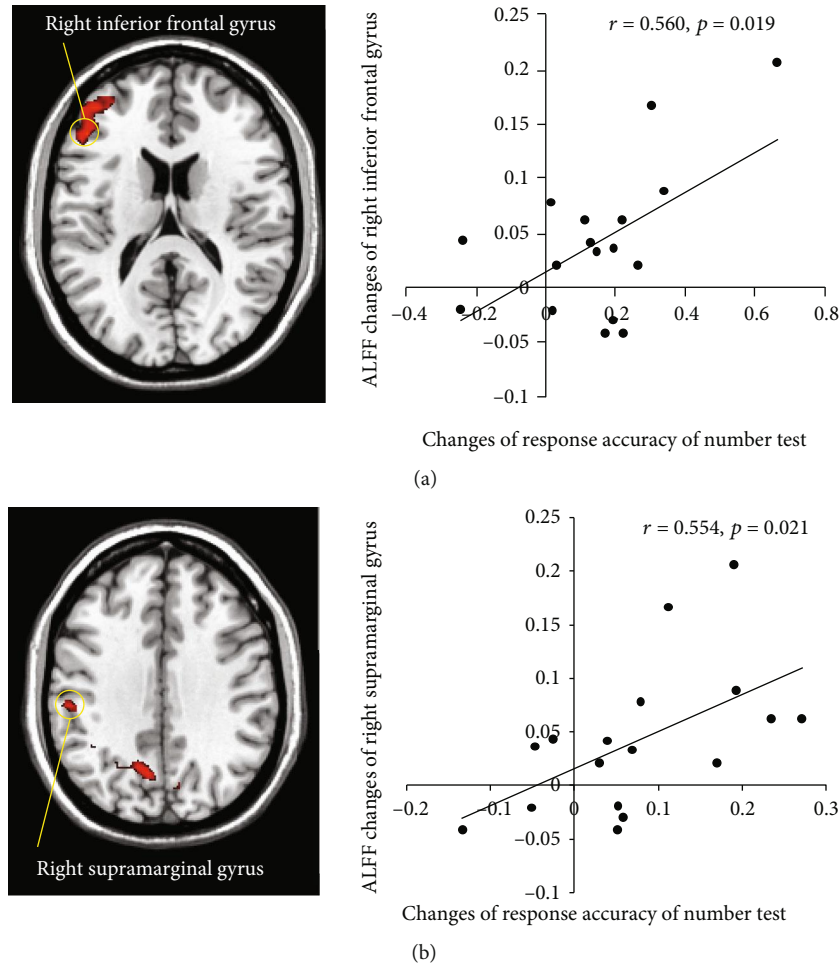 Right inferior frontal gyrus
r = 0.560, p = 0.019
ALFF changes of right inferior frontal gyrus
0.25
0.2
0.15
0.1
0.05
0
−0.05
−0.1
−0.4
−0.2
0
0.2
0.4
0.6
0.8
Changes of response accuracy of number test
(a)
Right supramarginal gyrus
r = 0.554, p = 0.021
ALFF changes of right supramarginal gyrus
0.25
0.2
0.15
0.1
0.05
0
−0.05
−0.1
−0.2
−0.1
0
0.1
0.2
0.3
Changes of response accuracy of number test
(b)